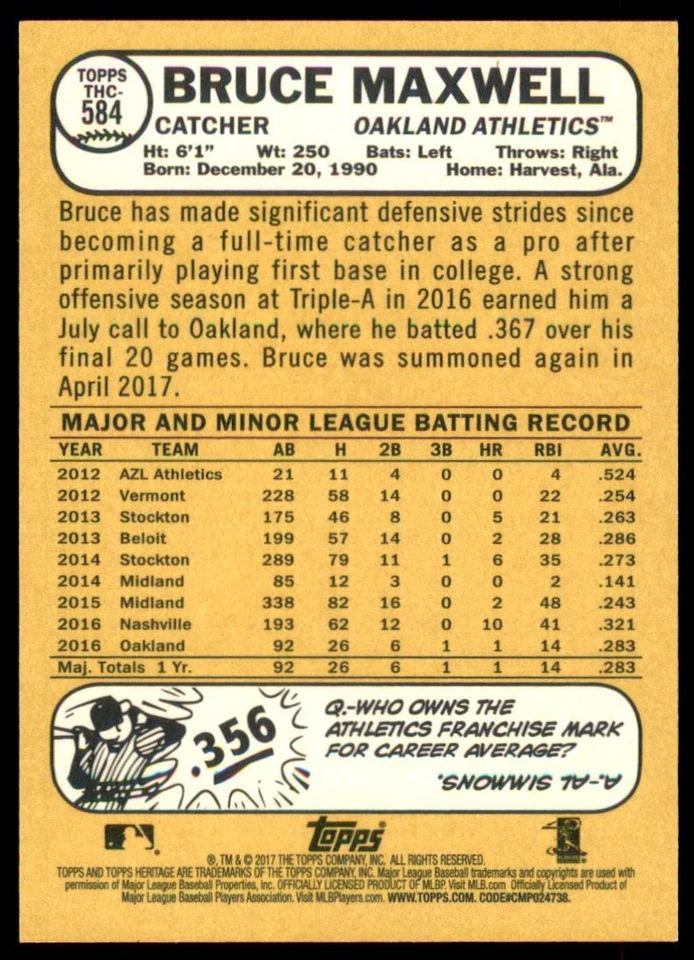 TOPPS
THC-
584
BRUCE MAXWELL
CATCHER OAKLAND ATHLETICS™
Ht: 6'1" Wt: 250 Bats: Left Throws: Right
Born: December 20, 1990 Home: Harvest, Ala.
Bruce has made significant defensive strides since
becoming a full-time catcher as a pro after
primarily playing first base in college. A strong
offensive season at Triple-A in 2016 earned him a
July call to Oakland, where he batted .367 over his
final 20 games. Bruce was summoned again in
April 2017.
MAJOR AND MINOR LEAGUE BATTING RECORD
YEAR TEAM AB H 2B 3B HR RBI AVG.
2012 AZL Athletics 21 11 4 0 0 4 .524
2012 Vermont 228 58 14 0 0 22 .254
2013 Stockton 175 46 8 0 5 21 .263
2013 Beloit 199 57 14 0 2 28 .286
2014 Stockton 289 79 11 1 6 35 .273
2014 Midland 85 12 3 0 0 2 .141
2015 Midland 338 82 16 0 2 48 .243
2016 Nashville 193 62 12 0 10 41 .321
2016 Oakland 92 26 6 1 1 14 .283
Maj. Totals 1 Yr. 92 26 6 1 1 14 .283
.356
Q.-WHO OWNS THE
ATHLETICS FRANCHISE MARK
FOR CAREER AVERAGE?
A.-AL SIMMONS.
TOPPS
®, TM & © 2017 THE TOPPS COMPANY, INC. ALL RIGHTS RESERVED.
TOPPS AND TOPPS HERITAGE ARE TRADEMARKS OF THE TOPPS COMPANY, INC. Major League Baseball trademarks and copyrights are used with
permission of Major League Baseball Properties, Inc. OFFICIALLY LICENSED PRODUCT OF MLBP. Visit MLB.com Officially Licensed Product of
Major League Baseball Players Association. Visit MLBPlayers.com. WWW.TOPPS.COM. CODE#CMP024738.